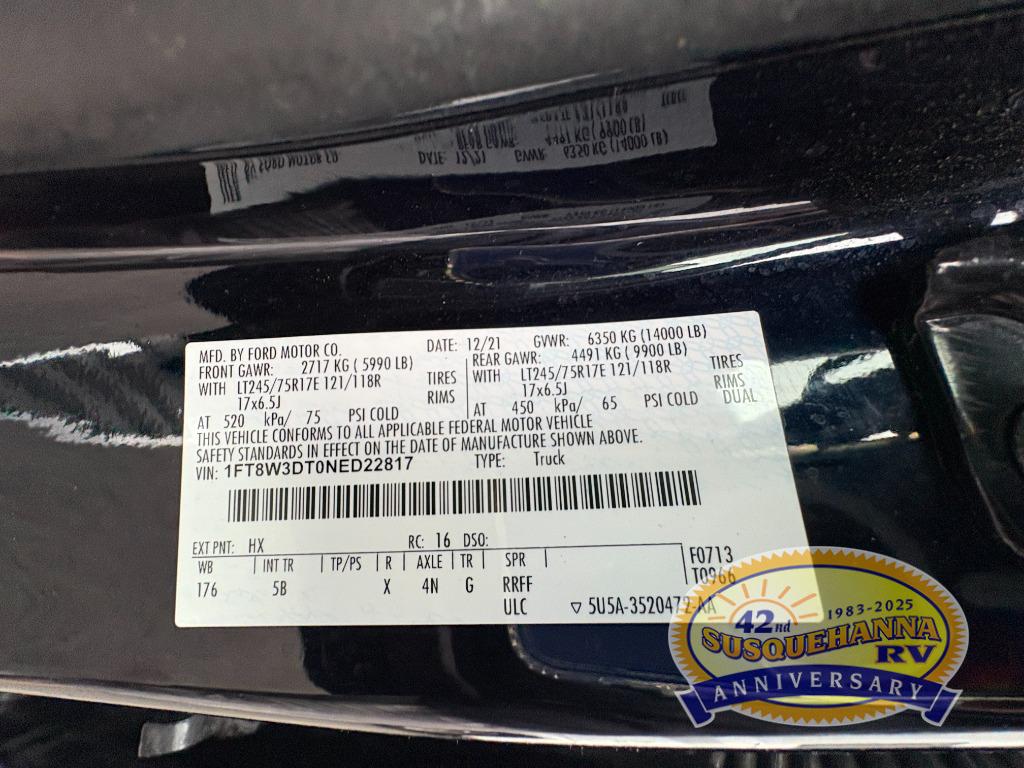 MFD. BY FORD MOTOR CO. DATE: 12/21 GVWR: 6350 KG (14000 LB)
FRONT GAWR: 2717 KG ( 5990 LB) REAR GAWR: 4491 KG ( 9900 LB)
WITH LT245/75R17E 121/118R TIRES WITH LT245/75R17E 121/118R TIRES
17x6.5J RIMS 17x6.5J RIMS
DUAL
AT 520 kPa/ 75 PSI COLD AT 450 kPa/ 65 PSI COLD
THIS VEHICLE CONFORMS TO ALL APPLICABLE FEDERAL MOTOR VEHICLE
SAFETY STANDARDS IN EFFECT ON THE DATE OF MANUFACTURE SHOWN ABOVE.
VIN: 1FT8W3DT0NED22817 TYPE: Truck
EXT PNT: HX RC: 16 DSO:
WB INT TR TP/PS R AXLE TR SPR F0713
176 5B X 4N G RRFF T0966
ULC ▽ 5U5A-3520472-AA
42nd 1983-2025
SUSQUEHANNA
RV
ANNIVERSARY